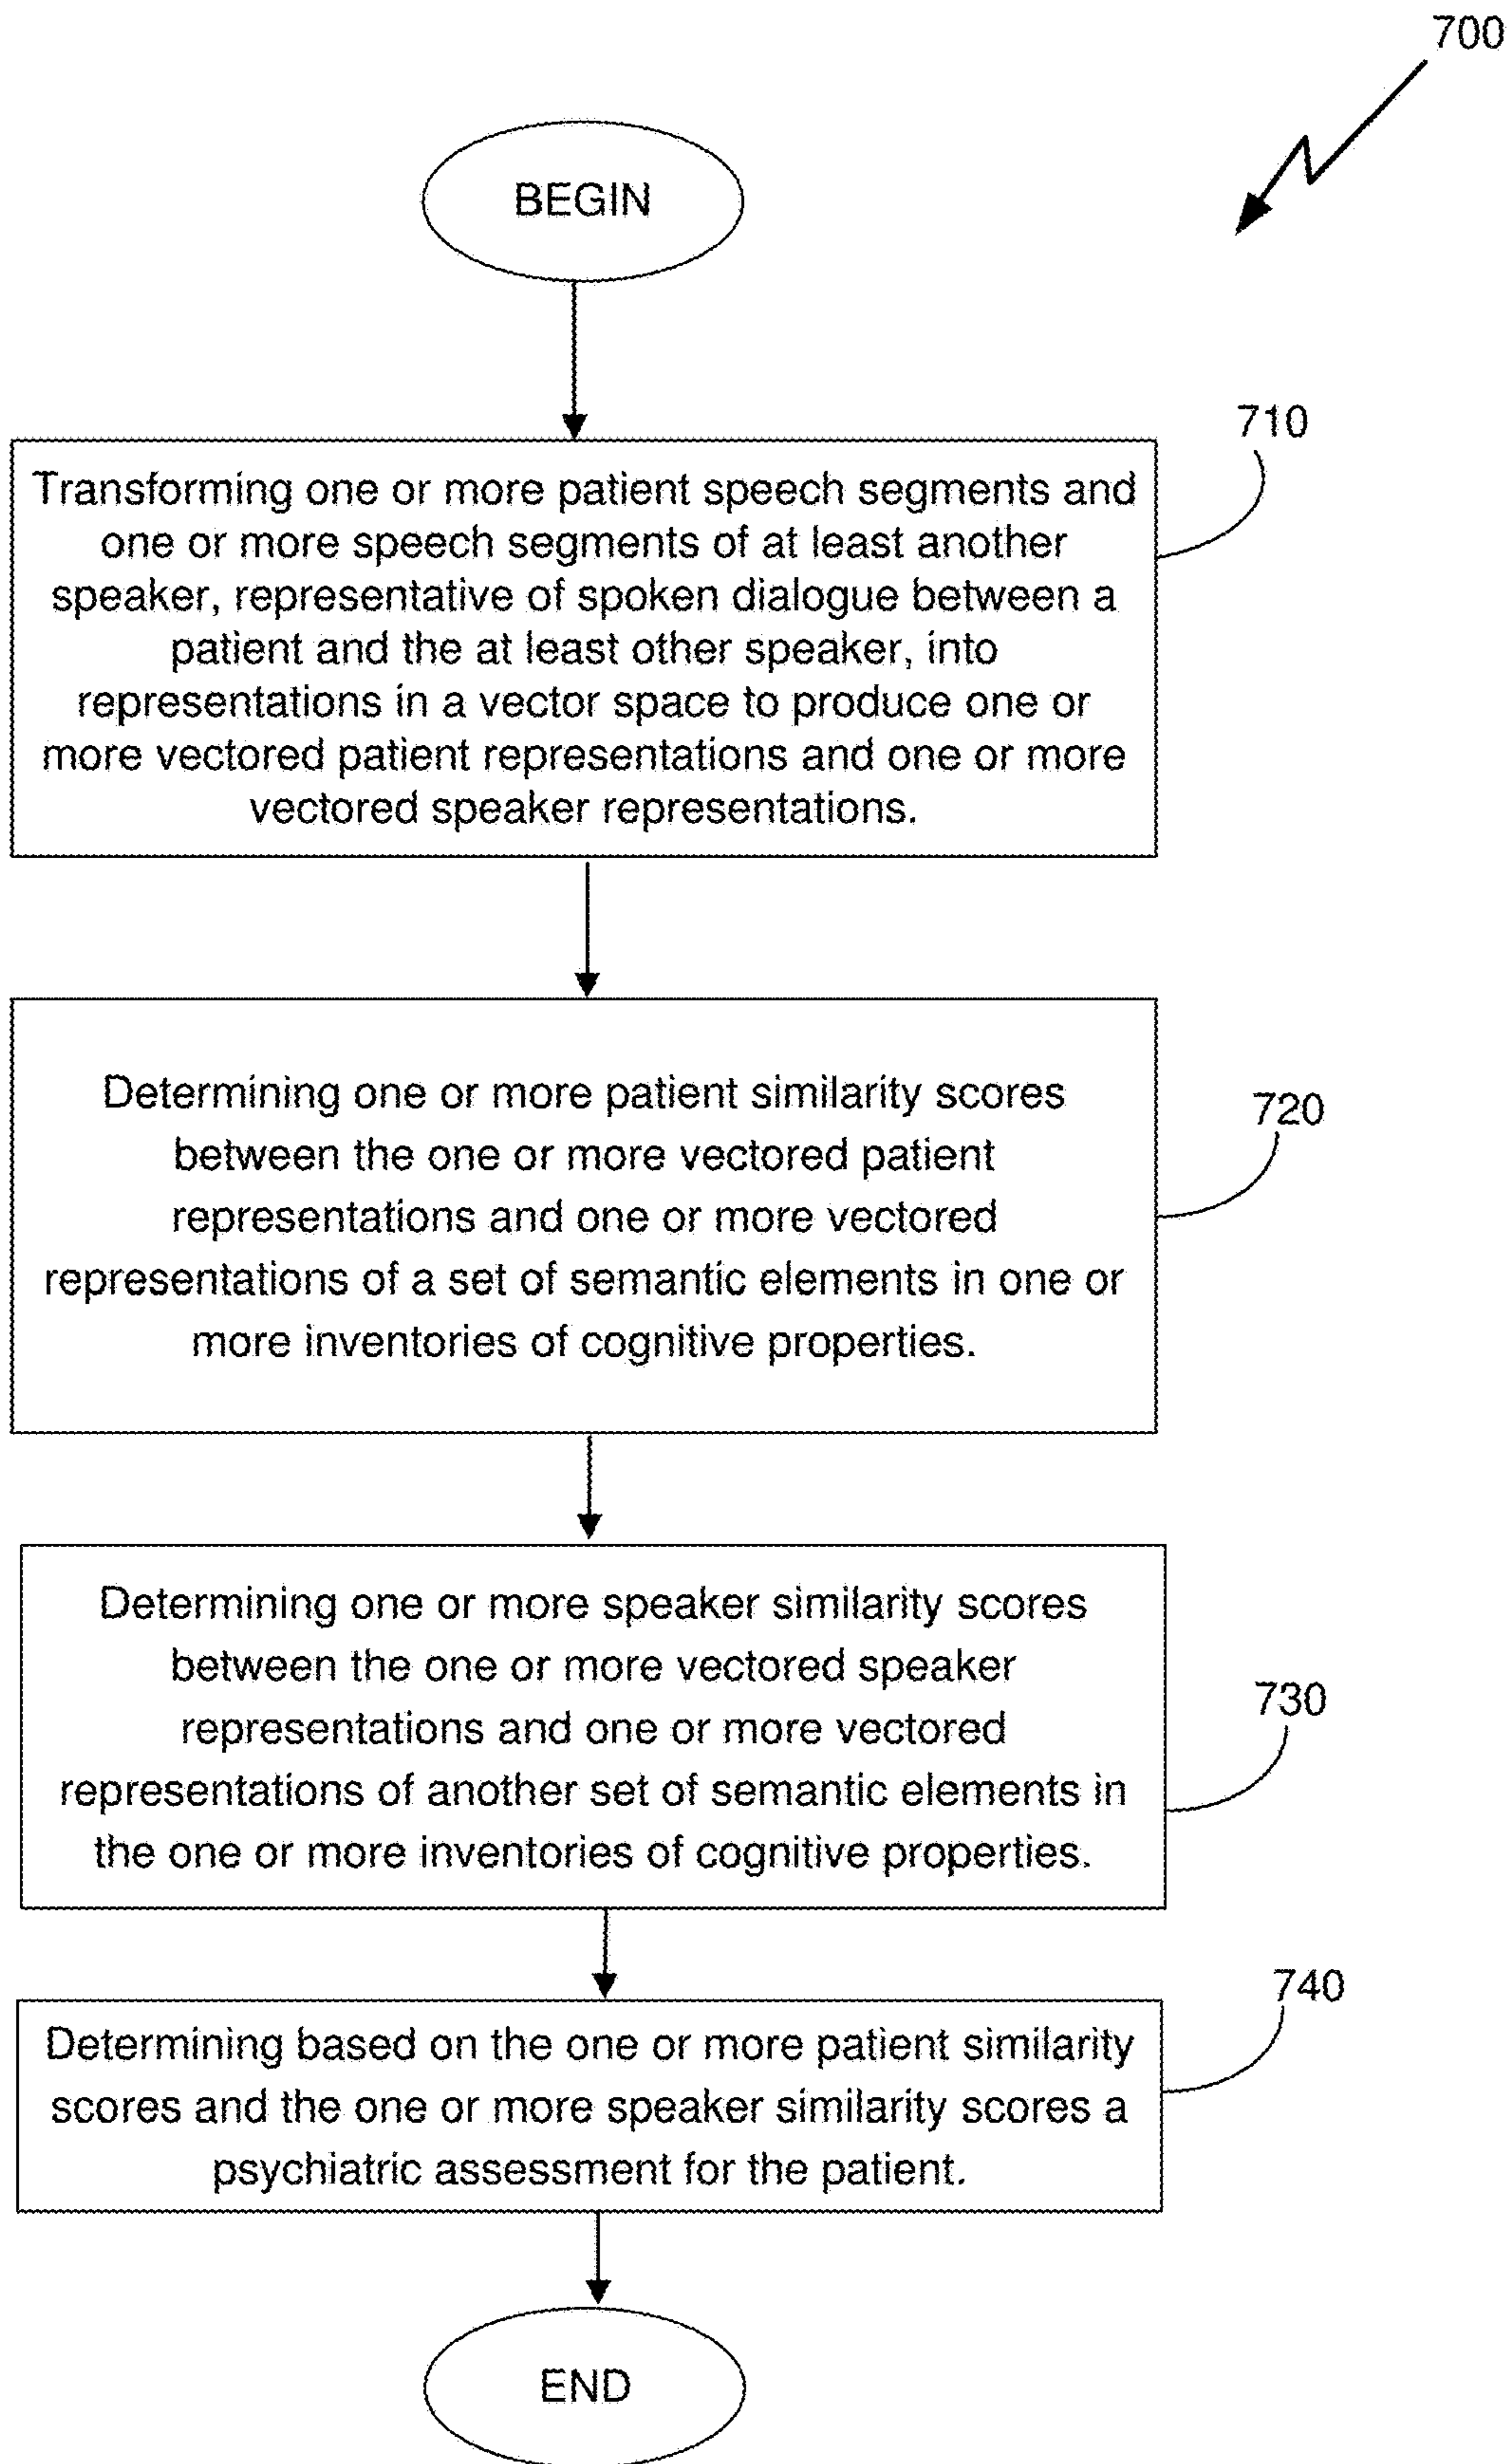 700
BEGIN
710
Transforming one or more patient speech segments and
one or more speech segments of at least another
speaker, representative of spoken dialogue between a
patient and the at least other speaker, into
representations in a vector space to produce one or
more vectored patient representations and one or more
vectored speaker representations.
720
Determining one or more patient similarity scores
between the one or more vectored patient
representations and one or more vectored
representations of a set of semantic elements in one or
more inventories of cognitive properties.
730
Determining one or more speaker similarity scores
between the one or more vectored speaker
representations and one or more vectored
representations of another set of semantic elements in
the one or more inventories of cognitive properties.
740
Determining based on the one or more patient similarity
scores and the one or more speaker similarity scores a
psychiatric assessment for the patient.
END